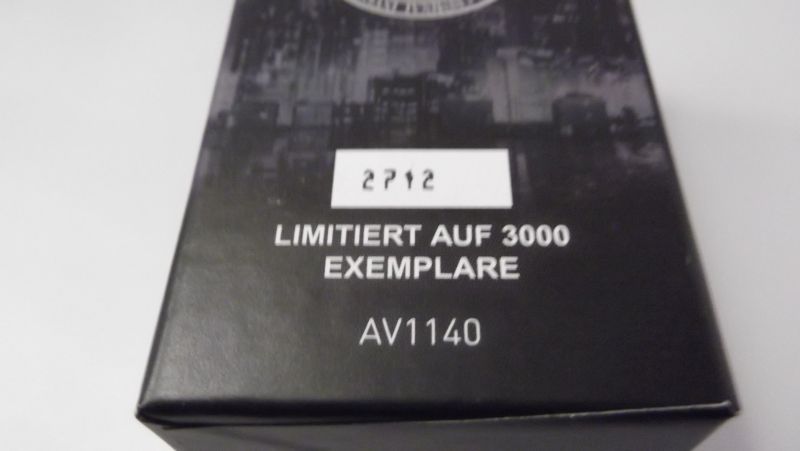 2712
LIMITIERT AUF 3000
EXEMPLARE
AV1140